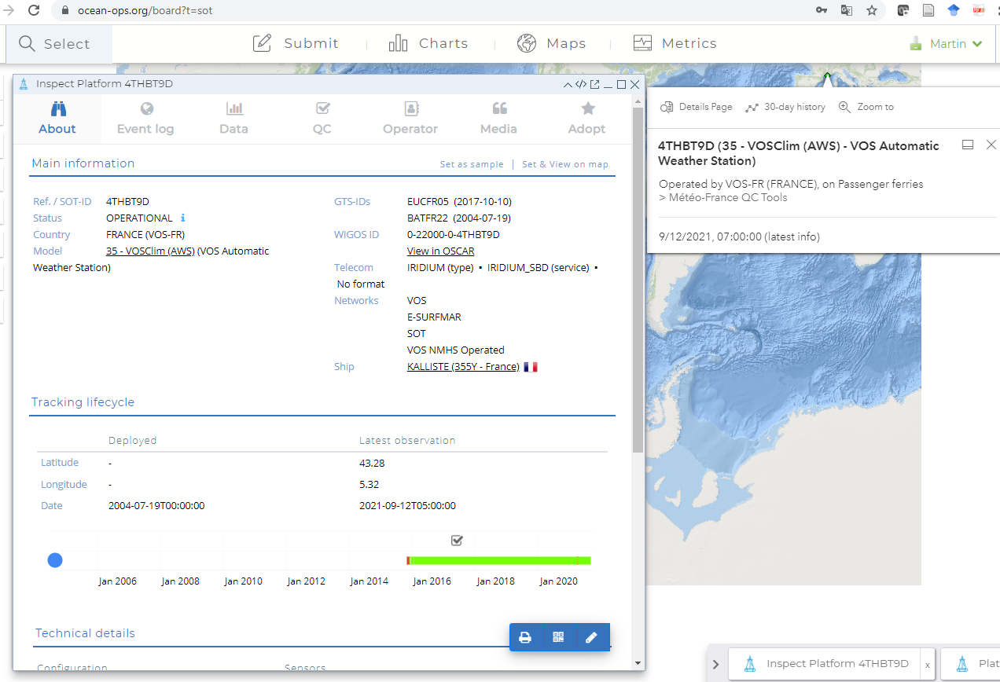 ocean-ops.org/board?t=sot
Select
Submit
Charts
Maps
Metrics
Martin
Inspect Platform 4THBT9D
About
Event log
Data
QC
Operator
Media
Adopt
Main information
Set as sample | Set & View on map
Ref. / SOT-ID 4THBT9D
Status OPERATIONAL
Country FRANCE (VOS-FR)
Model 35 - VOSClim (AWS) (VOS Automatic
Weather Station)
GTS-IDs EUCFR05 (2017-10-10)
BATFR22 (2004-07-19)
WIGOS ID 0-22000-0-4THBT9D
View in OSCAR
Telecom IRIDIUM (type) • IRIDIUM_SBD (service) •
No format
Networks VOS
E-SURFMAR
SOT
VOS NMHS Operated
Ship KALLISTE (355Y - France)
Tracking lifecycle
Deployed Latest observation
Latitude - 43.28
Longitude - 5.32
Date 2004-07-19T00:00:00 2021-09-12T05:00:00
Jan 2006 Jan 2008 Jan 2010 Jan 2012 Jan 2014 Jan 2016 Jan 2018 Jan 2020
Technical details
Configuration Sensors
Details Page 30-day history Zoom to
4THBT9D (35 - VOSClim (AWS) - VOS Automatic
Weather Station)
Operated by VOS-FR (FRANCE), on Passenger ferries
> Météo-France QC Tools
9/12/2021, 07:00:00 (latest info)
Inspect Platform 4THBT9D x
Plat